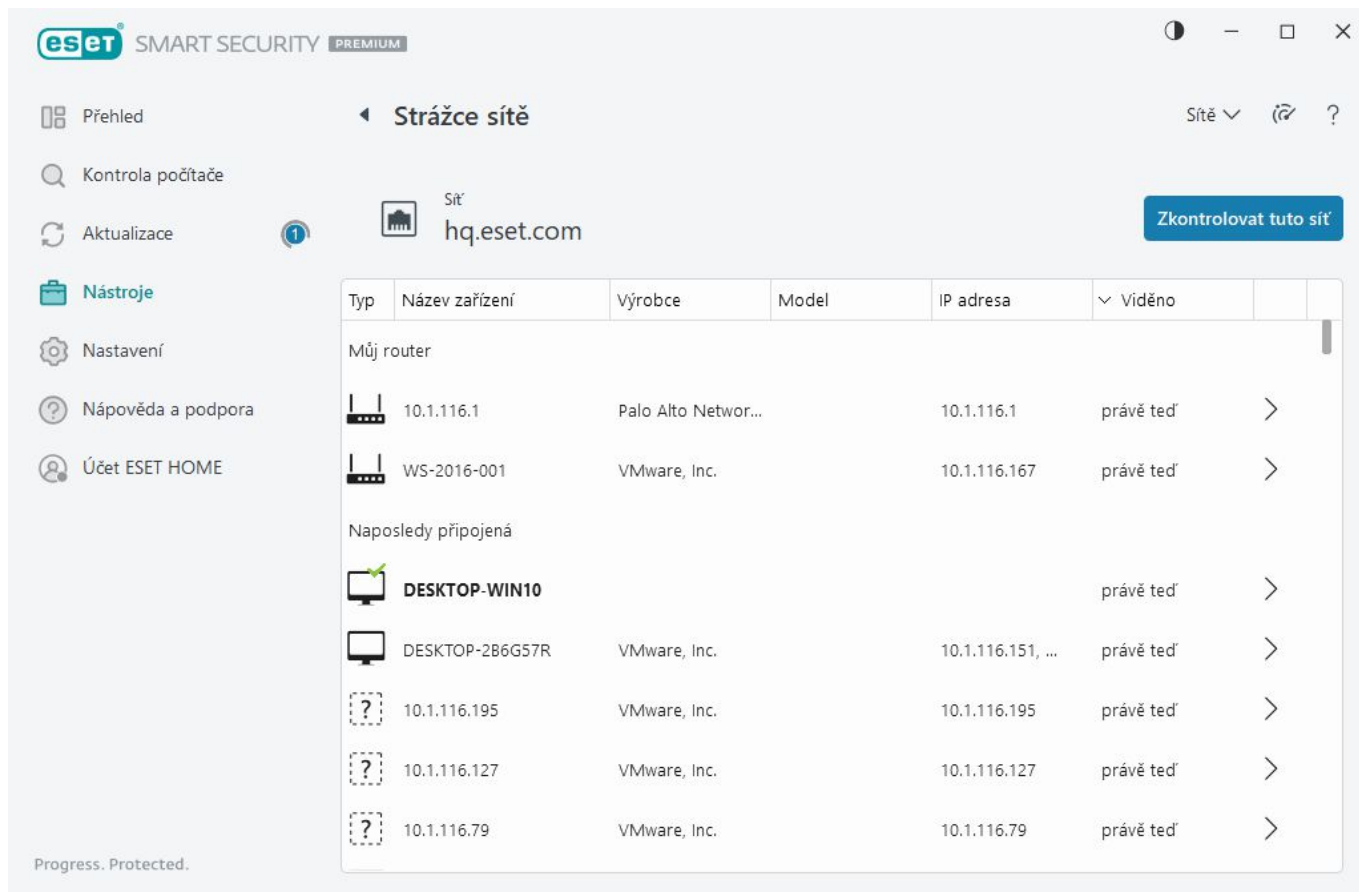 eset® SMART SECURITY PREMIUM
Přehled
Kontrola počítače
Aktualizace 1
Nástroje
Nastavení
Nápověda a podpora
Účet ESET HOME
Progress. Protected.
Strážce sítě
Sítě ?
Síť
hq.eset.com
Zkontrolovat tuto síť
Typ Název zařízení Výrobce Model IP adresa Viděno
Můj router
10.1.116.1 Palo Alto Networ... 10.1.116.1 právě teď
WS-2016-001 VMware, Inc. 10.1.116.167 právě teď
Naposledy připojená
DESKTOP-WIN10 právě teď
DESKTOP-2B6G57R VMware, Inc. 10.1.116.151, ... právě teď
? 10.1.116.195 VMware, Inc. 10.1.116.195 právě teď
? 10.1.116.127 VMware, Inc. 10.1.116.127 právě teď
? 10.1.116.79 VMware, Inc. 10.1.116.79 právě teď